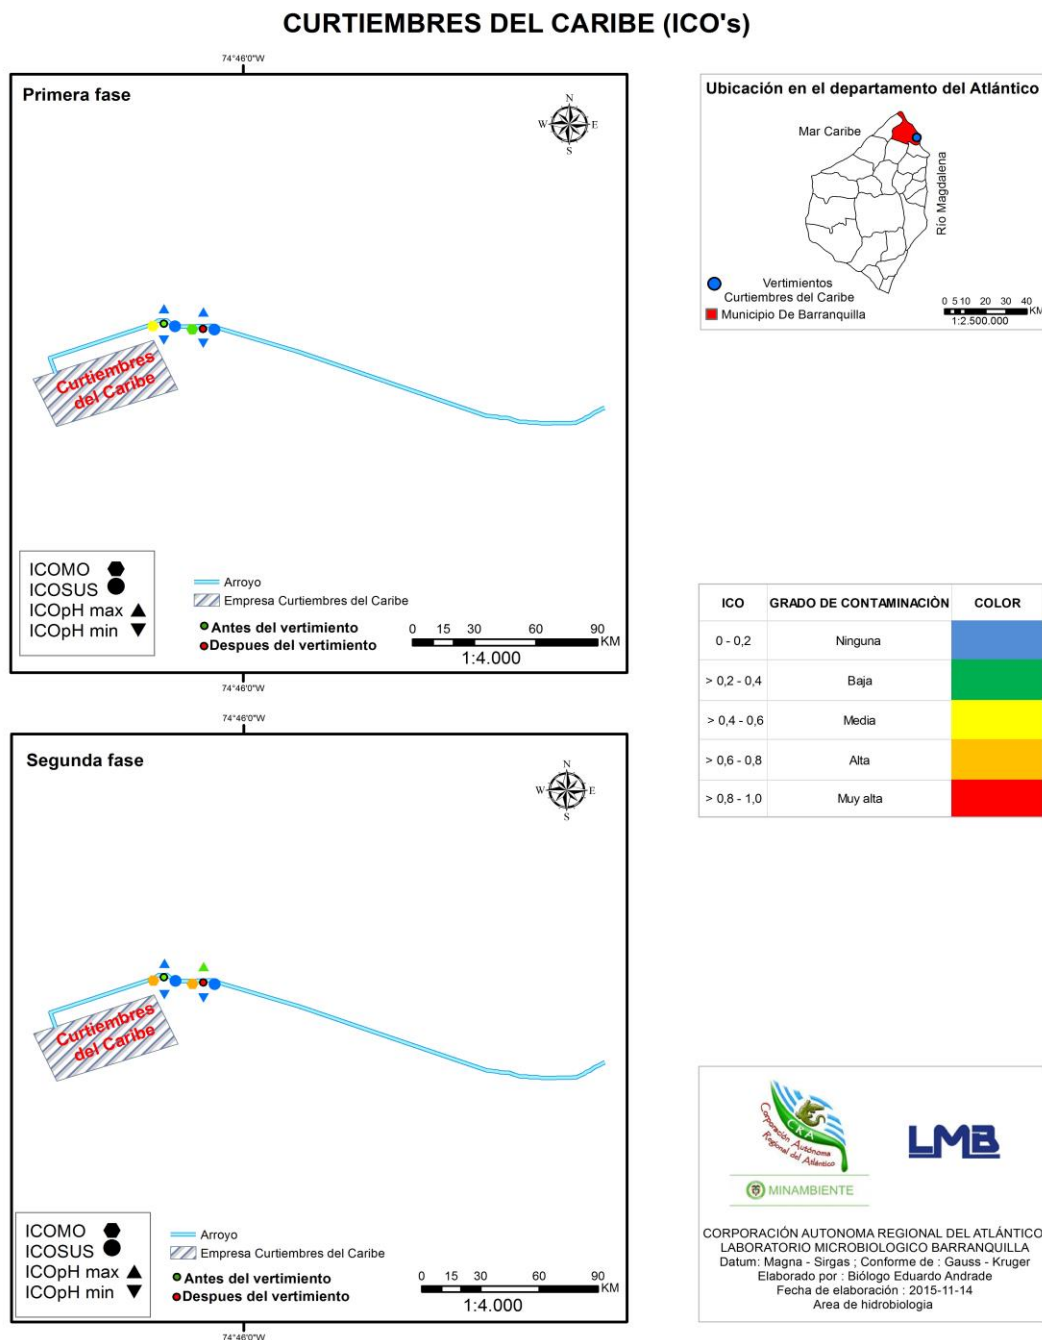 CURTIEMBRES DEL CARIBE (ICO's)
74°46'0"W
Primera fase
N
W E
S
Curtiembres
del Caribe
ICOMO
ICOSUS
ICOpH max
ICOpH min
Arroyo
Empresa Curtiembres del Caribe
Antes del vertimiento
Despues del vertimiento
0 15 30 60 90
KM
1:4.000
74°46'0"W
Ubicación en el departamento del Atlántico
Mar Caribe
Río Magdalena
Vertimientos
Curtiembres del Caribe
Municipio De Barranquilla
0 5 10 20 30 40
KM
1:2.500.000
ICO GRADO DE CONTAMINACIÒN COLOR
0 - 0,2 Ninguna
> 0,2 - 0,4 Baja
> 0,4 - 0,6 Media
> 0,6 - 0,8 Alta
> 0,8 - 1,0 Muy alta
74°46'0"W
Segunda fase
N
W E
S
Curtiembres
del Caribe
ICOMO
ICOSUS
ICOpH max
ICOpH min
Arroyo
Empresa Curtiembres del Caribe
Antes del vertimiento
Despues del vertimiento
0 15 30 60 90
KM
1:4.000
74°46'0"W
CRA
Corporación Autónoma
Regional del Atlántico
LMB
MINAMBIENTE
CORPORACIÓN AUTONOMA REGIONAL DEL ATLÁNTICO
LABORATORIO MICROBIOLOGICO BARRANQUILLA
Datum: Magna - Sirgas ; Conforme de : Gauss - Kruger
Elaborado por : Biólogo Eduardo Andrade
Fecha de elaboración : 2015-11-14
Area de hidrobiologia